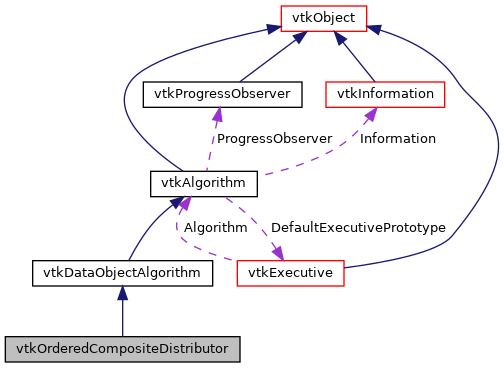 vtkObject
vtkProgressObserver
vtkInformation
ProgressObserver
Information
vtkAlgorithm
Algorithm
DefaultExecutivePrototype
vtkDataObjectAlgorithm
vtkExecutive
vtkOrderedCompositeDistributor